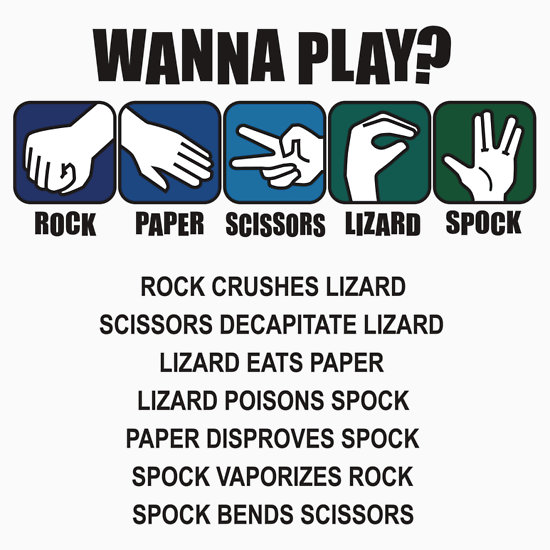 WANNA PLAY?
ROCK PAPER SCISSORS LIZARD SPOCK
ROCK CRUSHES LIZARD
SCISSORS DECAPITATE LIZARD
LIZARD EATS PAPER
LIZARD POISONS SPOCK
PAPER DISPROVES SPOCK
SPOCK VAPORIZES ROCK
SPOCK BENDS SCISSORS